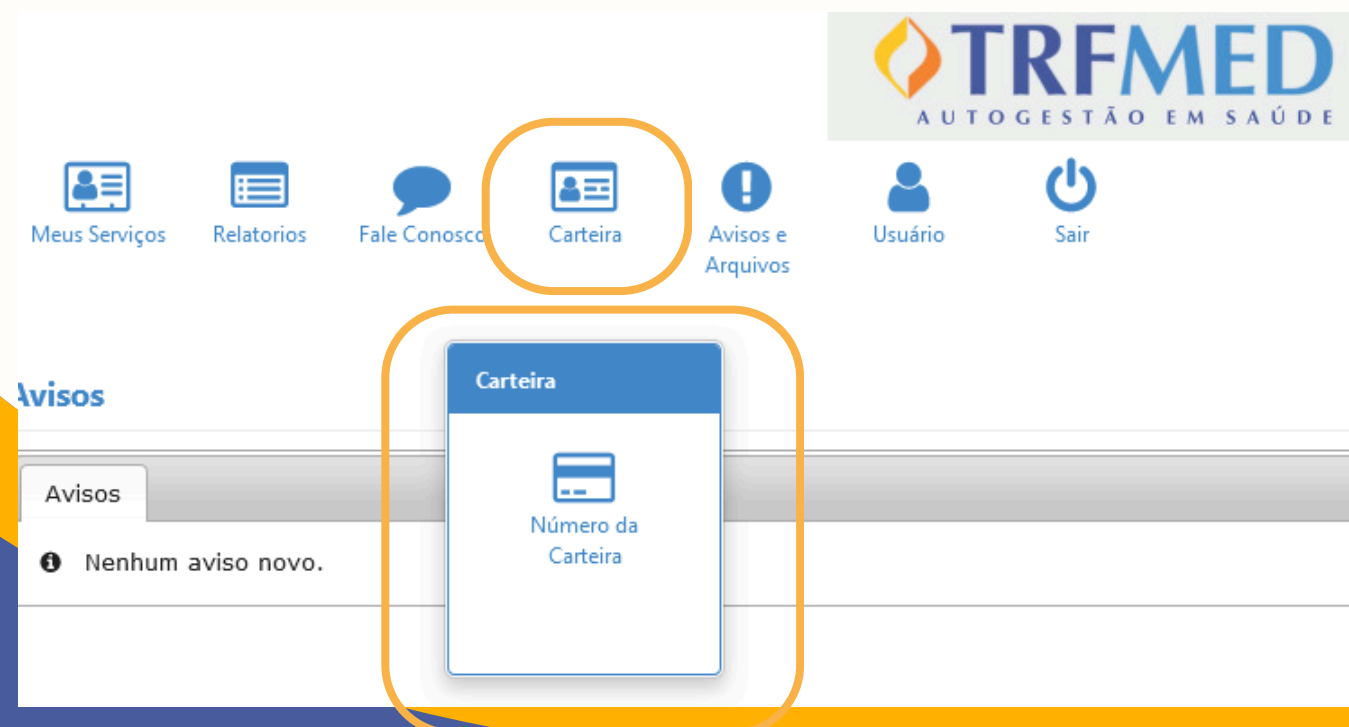 TRFMED
AUTOGESTÃO EM SAÚDE
Meus Serviços
Relatorios
Fale Conosco
Carteira
Avisos e
Arquivos
Usuário
Sair
Carteira
Número da
Carteira
Avisos
Avisos
Nenhum aviso novo.